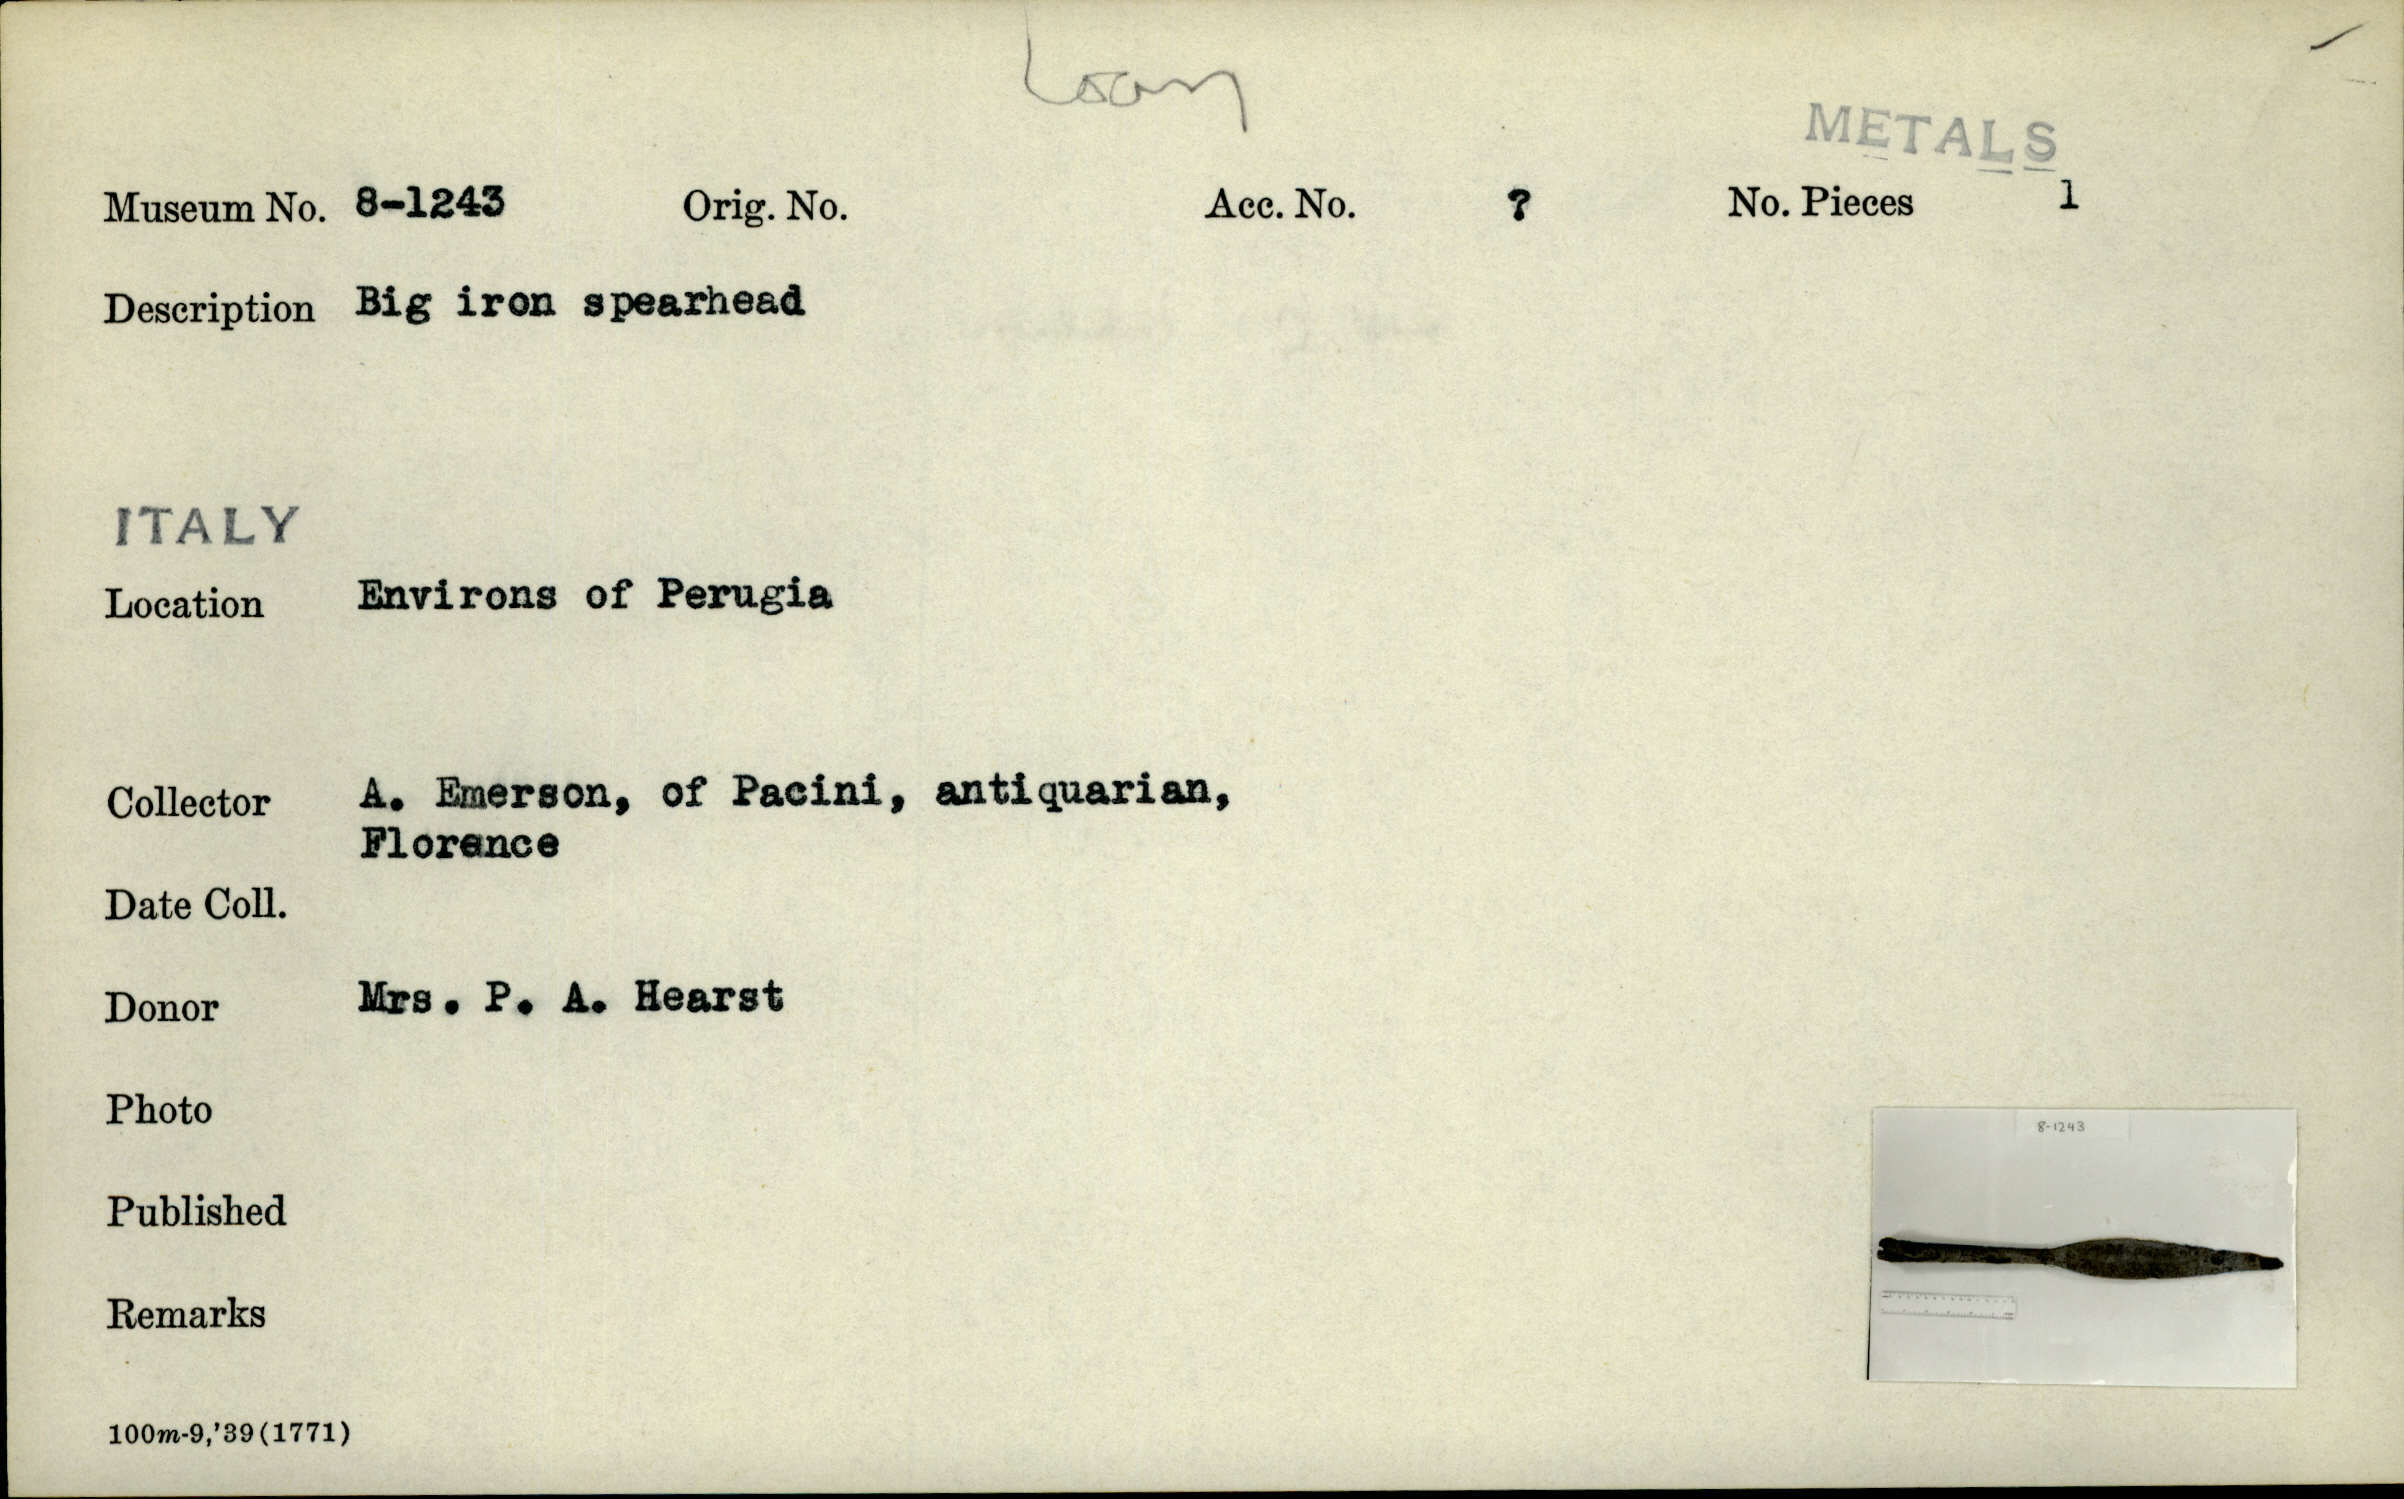 Loan
METALS
Museum No. 8-1243 Orig. No. Acc. No. ? No. Pieces 1
Description Big iron spearhead
ITALY
Location Environs of Perugia
Collector A. Emerson, of Pacini, antiquarian,
Florence
Date Coll.
Donor Mrs. P. A. Hearst
Photo
8-1243
Published
Remarks
100m-9,'39(1771)